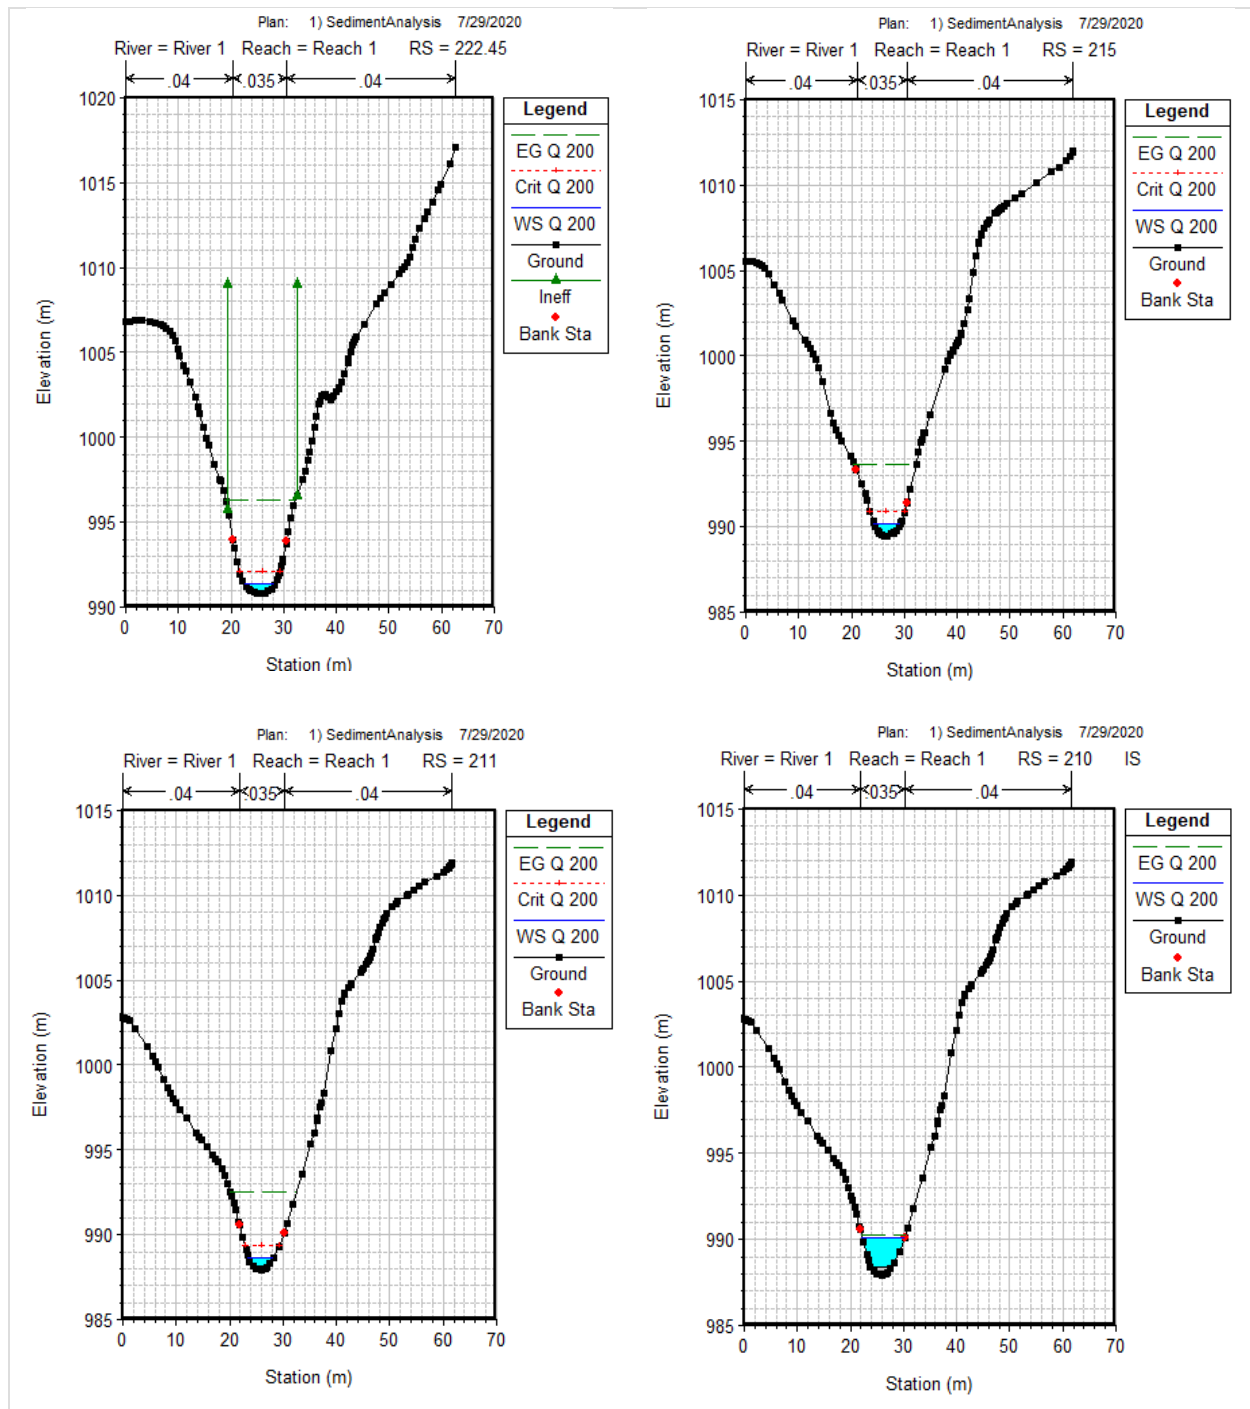 Plan: 1) SedimentAnalysis 7/29/2020
River = River 1 Reach = Reach 1 RS = 222.45
.04 .035 .04
1020
1015
1010
1005
1000
995
990
Elevation (m)
0 10 20 30 40 50 60 70
Station (m)
Legend
EG Q 200
Crit Q 200
WS Q 200
Ground
Ineff
Bank Sta
Plan: 1) SedimentAnalysis 7/29/2020
River = River 1 Reach = Reach 1 RS = 215
.04 .035 .04
1015
1010
1005
1000
995
990
985
Elevation (m)
0 10 20 30 40 50 60 70
Station (m)
Legend
EG Q 200
Crit Q 200
WS Q 200
Ground
Bank Sta
Plan: 1) SedimentAnalysis 7/29/2020
River = River 1 Reach = Reach 1 RS = 211
.04 .035 .04
1015
1010
1005
1000
995
990
985
Elevation (m)
0 10 20 30 40 50 60 70
Station (m)
Legend
EG Q 200
Crit Q 200
WS Q 200
Ground
Bank Sta
Plan: 1) SedimentAnalysis 7/29/2020
River = River 1 Reach = Reach 1 RS = 210 IS
.04 .035 .04
1015
1010
1005
1000
995
990
985
Elevation (m)
0 10 20 30 40 50 60 70
Station (m)
Legend
EG Q 200
WS Q 200
Ground
Bank Sta